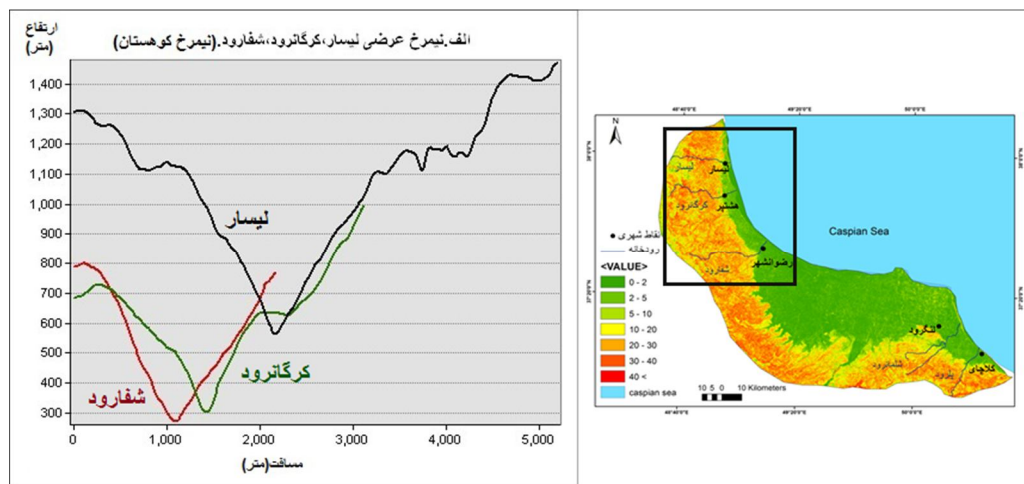 الف.نیمرخ عرضی لیسار،کرگانرود،شفارود.(نیمرخ کوهستان)
ارتفاع
(متر)
1,400
1,300
1,200
1,100
1,000
900
800
700
600
500
400
300
0
1,000
2,000
3,000
4,000
5,000
مسافت(متر)
لیسار
کرگانرود
شفارود
N
Caspian Sea
لیسار
لیسار
کرگانرود
هشتپر
شفارود
رضوانشهر
لنگرود
کلاچای
نقاط شهری
رودخانه
<VALUE>
0 - 2
2 - 5
5 - 10
10 - 20
20 - 30
30 - 40
40 <
caspian sea
10 5 0 10 Kilometers